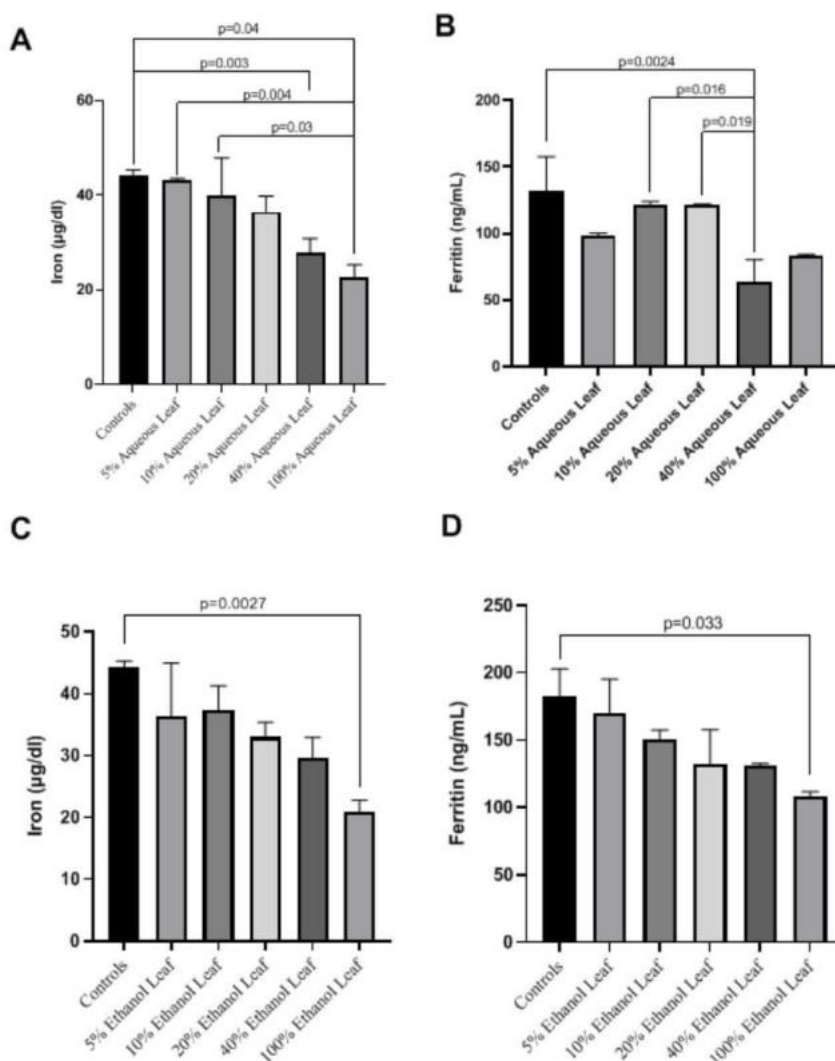 A
p=0.04
p=0.003
p=0.004
p=0.03
60
40
20
0
Iron (µg/dl)
Controls
5% Aqueous Leaf
10% Aqueous Leaf
20% Aqueous Leaf
40% Aqueous Leaf
100% Aqueous Leaf
B
p=0.0024
p=0.016
p=0.019
200
150
100
50
0
Ferritin (ng/mL)
Controls
5% Aqueous Leaf
10% Aqueous Leaf
20% Aqueous Leaf
40% Aqueous Leaf
100% Aqueous Leaf
C
p=0.0027
50
40
30
20
10
0
Iron (µg/dl)
Controls
5% Ethanol Leaf
10% Ethanol Leaf
20% Ethanol Leaf
40% Ethanol Leaf
100% Ethanol Leaf
D
p=0.033
250
200
150
100
50
0
Ferritin (ng/mL)
Controls
5% Ethanol Leaf
10% Ethanol Leaf
20% Ethanol Leaf
40% Ethanol Leaf
100% Ethanol Leaf